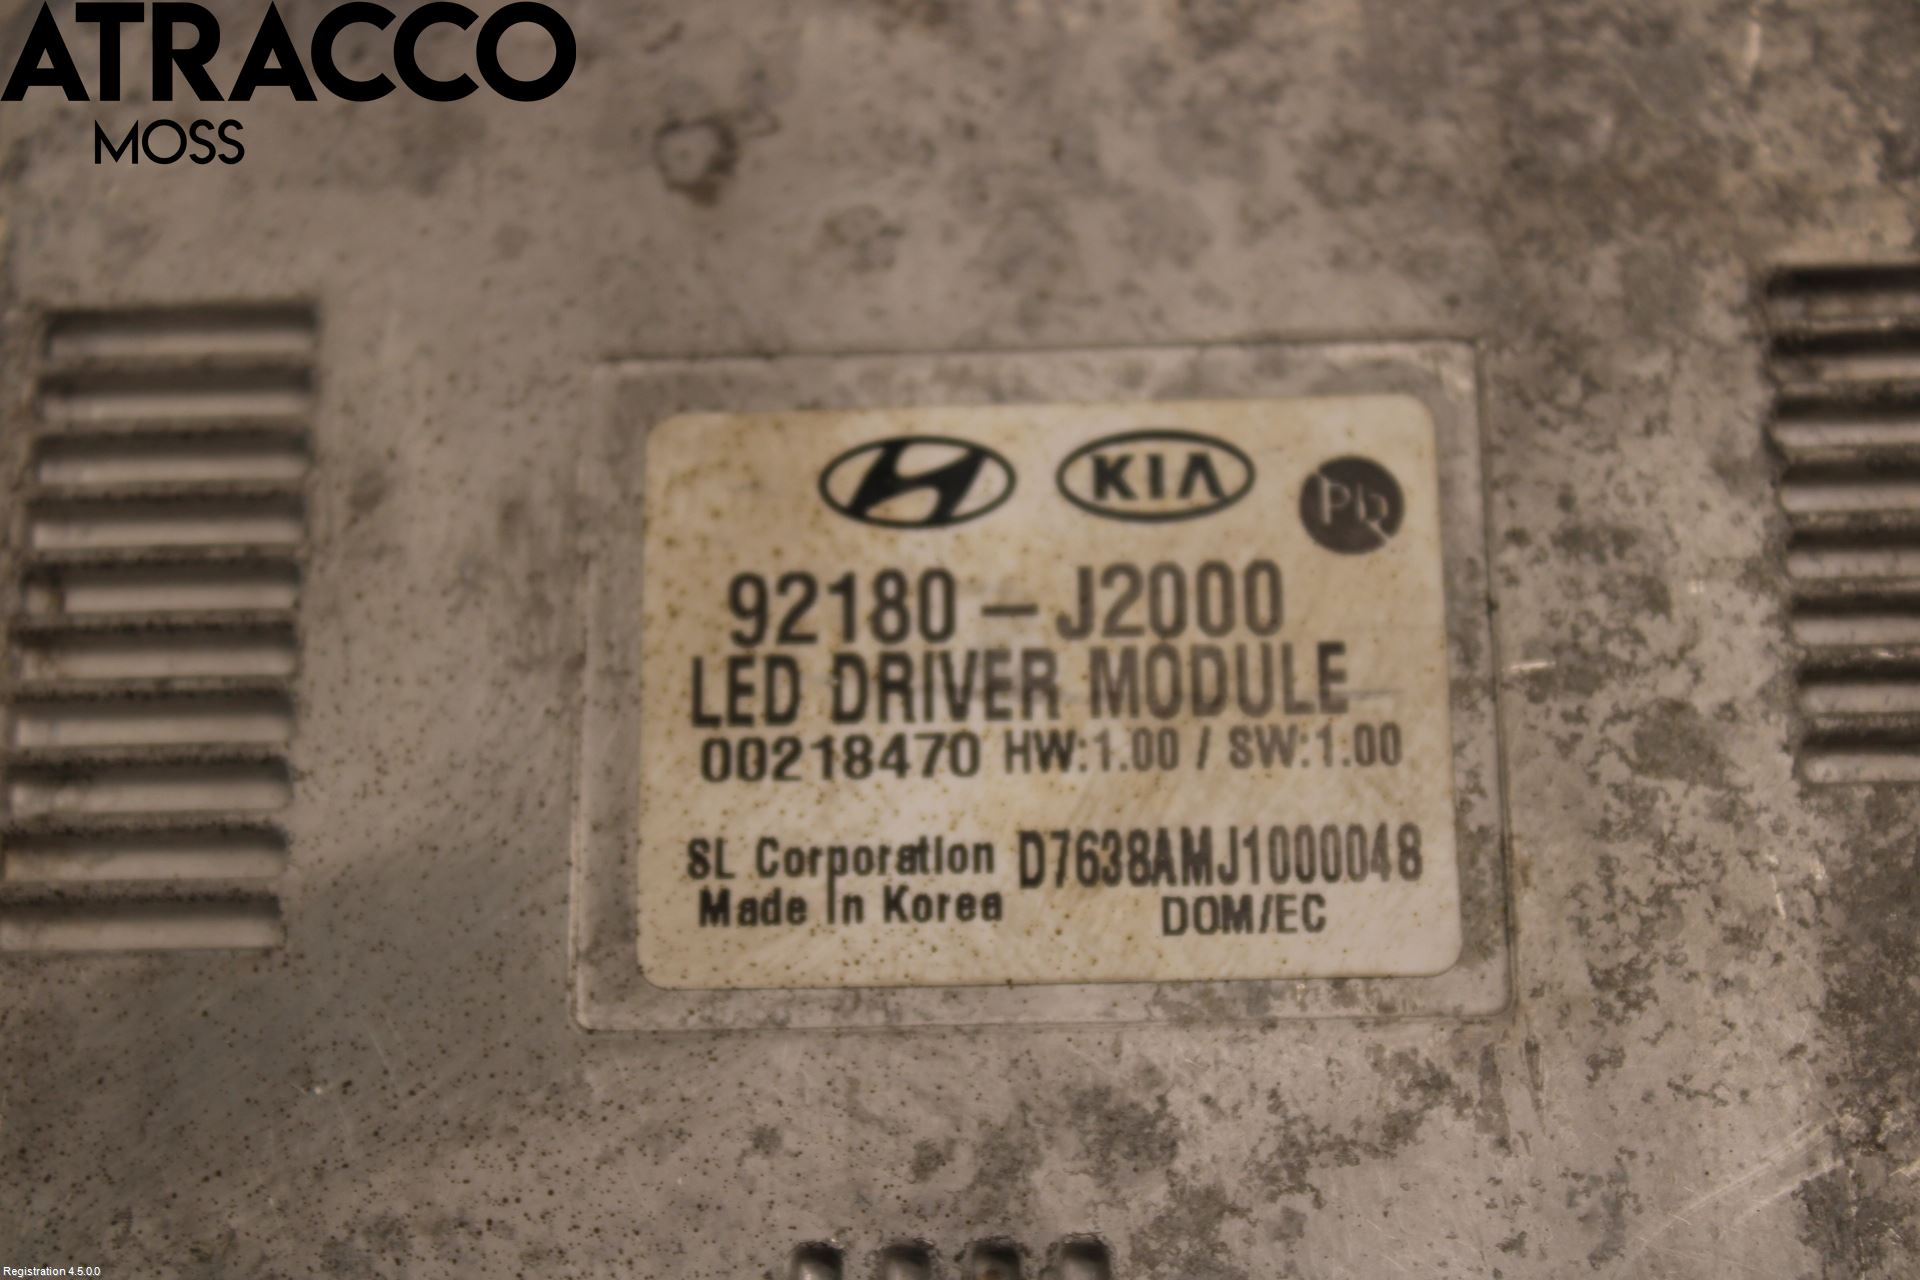 ATRACCO
MOSS
KIA
Pb
92180-J2000
LED DRIVER MODULE
00218470 HW:1.00 / SW:1.00
SL Corporation D7638AMJ1000048
Made In Korea DOM/EC
Registration 4.5.0.0